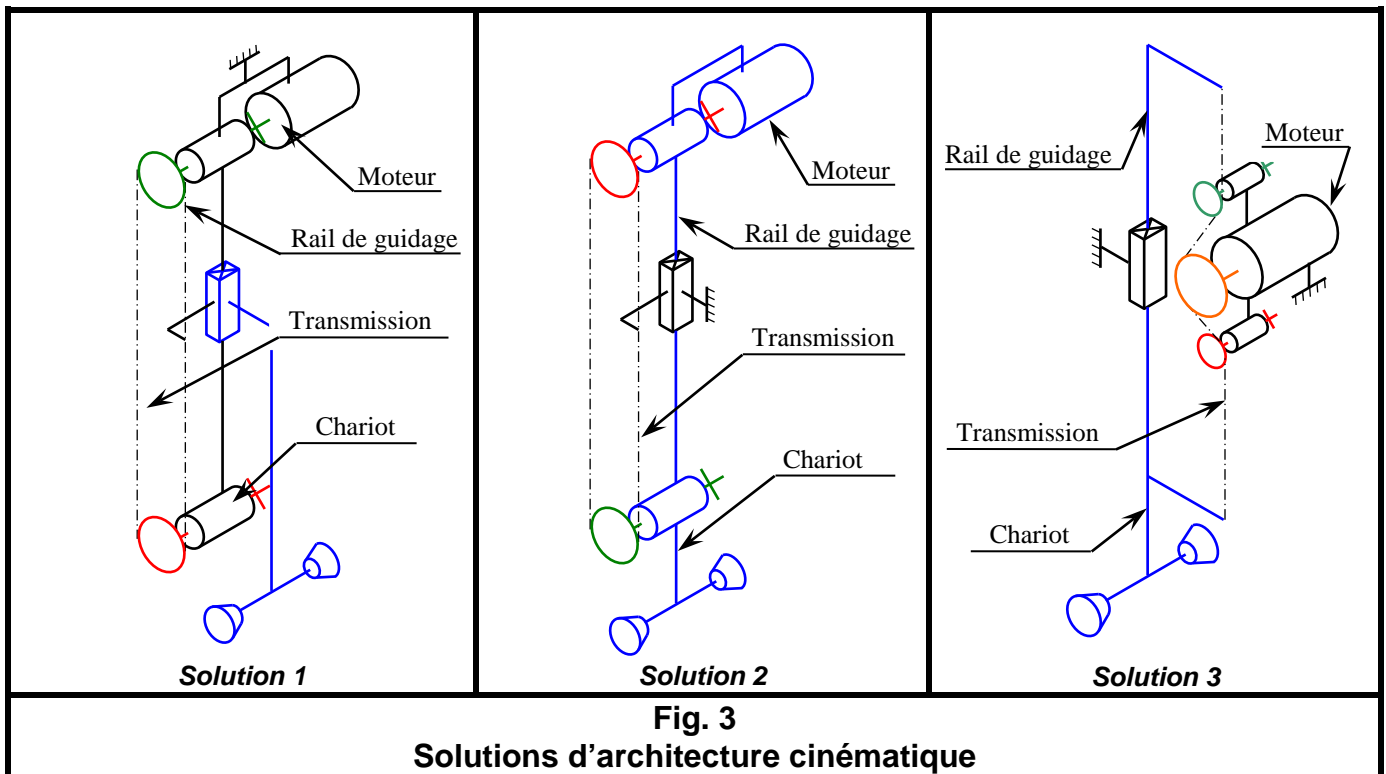 Moteur
Rail de guidage
Transmission
Chariot
Solution 1
Moteur
Rail de guidage
Transmission
Chariot
Solution 2
Moteur
Rail de guidage
Transmission
Chariot
Solution 3
Fig. 3
Solutions d'architecture cinématique